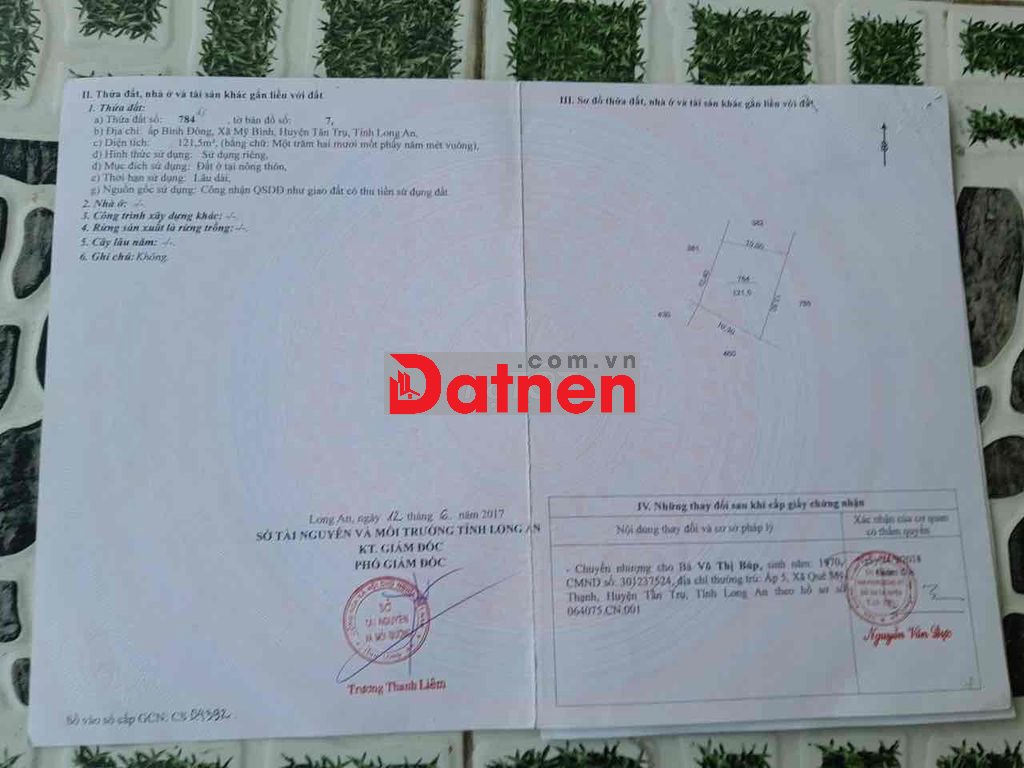 II. Thửa đất, nhà ở và tài sản khác gắn liền với đất
1. Thửa đất:
a) Thửa đất số: 784 , tờ bản đồ số: 7,
b) Địa chỉ: ấp Bình Đông, Xã Mỹ Bình, Huyện Tân Trụ, Tỉnh Long An,
c) Diện tích: 121,5m², (bằng chữ: Một trăm hai mươi mốt phẩy năm mét vuông),
d) Hình thức sử dụng: Sử dụng riêng,
đ) Mục đích sử dụng: Đất ở tại nông thôn,
e) Thời hạn sử dụng: Lâu dài,
g) Nguồn gốc sử dụng: Công nhận QSDĐ như giao đất có thu tiền sử dụng đất.
2. Nhà ở: -/-.
3. Công trình xây dựng khác: -/-.
4. Rừng sản xuất là rừng trồng: -/-.
5. Cây lâu năm: -/-.
6. Ghi chú: Không.
Long An, ngày 12 tháng 6 năm 2017
SỞ TÀI NGUYÊN VÀ MÔI TRƯỜNG TỈNH LONG AN
KT. GIÁM ĐỐC
PHÓ GIÁM ĐỐC
SỞ
TÀI NGUYÊN
VÀ MÔI TRƯỜNG
Trương Thanh Liêm
Số vào sổ cấp GCN: CS 04392
III. Sơ đồ thửa đất, nhà ở và tài sản khác gắn liền với đất
784
121,5
460
.com.vn
Datnen
IV. Những thay đổi sau khi cấp giấy chứng nhận
Nội dung thay đổi và cơ sở pháp lý
Xác nhận của cơ quan
có thẩm quyền
- Chuyển nhượng cho Bà Võ Thị Búp, sinh năm: 1970,
CMND số: 301237524, địa chỉ thường trú: Ấp 5, Xã Quê Mỹ
Thạnh, Huyện Tân Trụ, Tỉnh Long An theo hồ sơ số
064075.CN.001
Nguyễn Văn Được